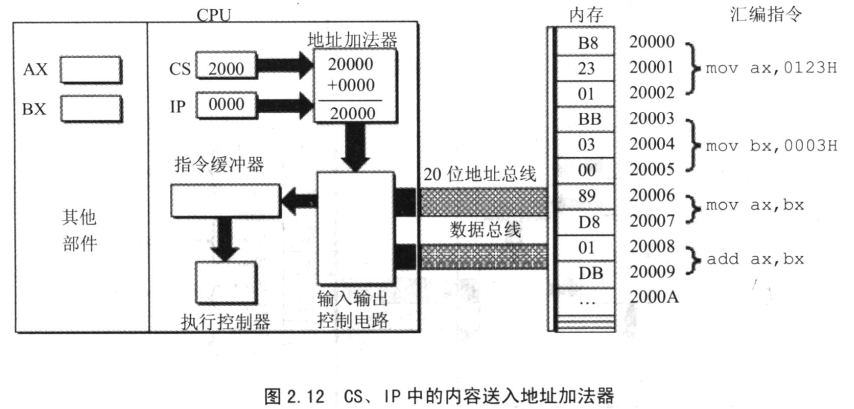 CPU
内存
汇编指令
AX
BX
CS
2000
IP
0000
地址加法器
20000
+0000
20000
指令缓冲器
其他
部件
执行控制器
输入输出
控制电路
20 位地址总线
数据总线
B8
20000
23
20001
mov ax,0123H
01
20002
BB
20003
03
20004
mov bx,0003H
00
20005
89
20006
mov ax,bx
D8
20007
01
20008
add ax,bx
DB
20009
…
2000A
图 2.12 CS、IP 中的内容送入地址加法器